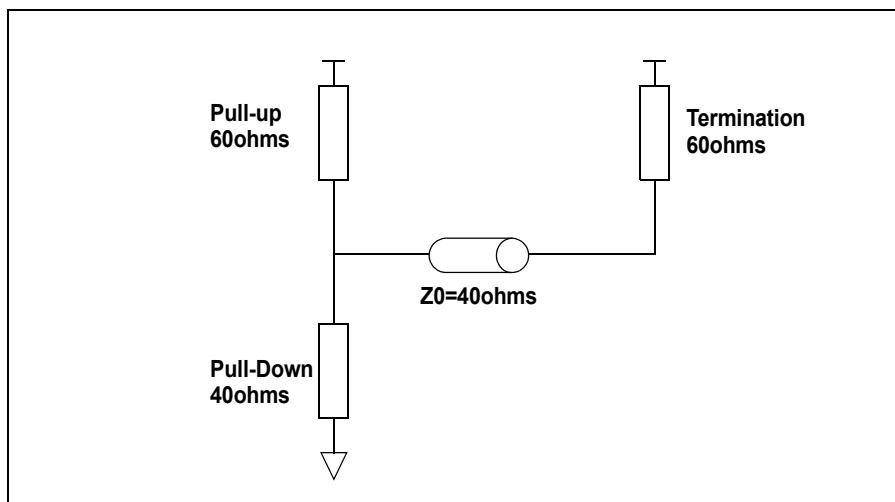 Pull-up
60ohms
Termination
60ohms
Z0=40ohms
Pull-Down
40ohms